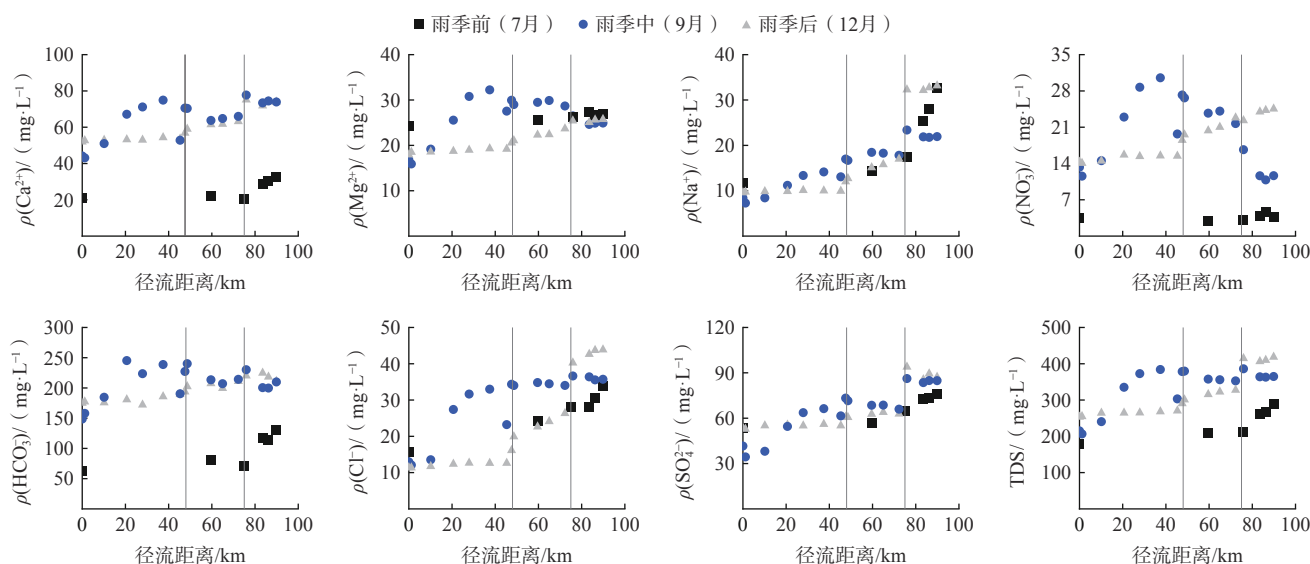 ■ 雨季前（7月） ● 雨季中（9月） ▲ 雨季后（12月）
ρ(Ca²⁺)/（mg·L⁻¹）
100
80
60
40
20
0 20 40 60 80 100
径流距离/km
ρ(Mg²⁺)/（mg·L⁻¹）
40
30
20
10
0 20 40 60 80 100
径流距离/km
ρ(Na⁺)/（mg·L⁻¹）
40
30
20
10
0 20 40 60 80 100
径流距离/km
ρ(NO₃⁻)/（mg·L⁻¹）
35
28
21
14
7
0 20 40 60 80 100
径流距离/km
ρ(HCO₃⁻)/（mg·L⁻¹）
300
250
200
150
100
50
0 20 40 60 80 100
径流距离/km
ρ(Cl⁻)/（mg·L⁻¹）
50
40
30
20
10
0 20 40 60 80 100
径流距离/km
ρ(SO₄²⁻)/（mg·L⁻¹）
120
90
60
30
0 20 40 60 80 100
径流距离/km
TDS/（mg·L⁻¹）
500
400
300
200
100
0 20 40 60 80 100
径流距离/km